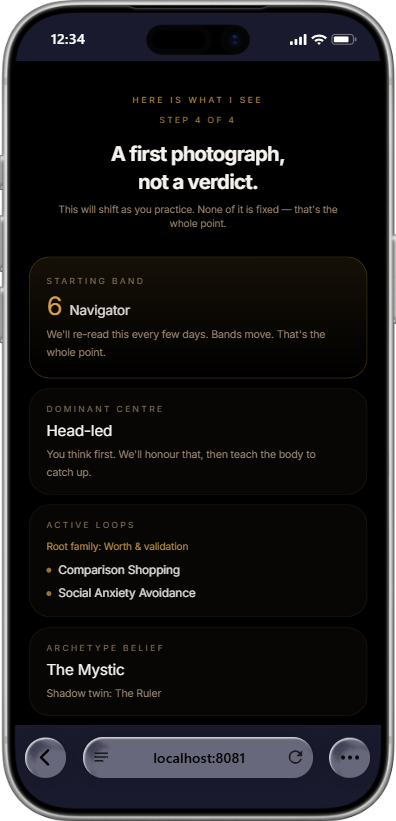 12:34
HERE IS WHAT I SEE
STEP 4 OF 4
A first photograph,
not a verdict.
This will shift as you practice. None of it is fixed — that's the
whole point.
STARTING BAND
6 Navigator
We'll re-read this every few days. Bands move. That's the
whole point.
DOMINANT CENTRE
Head-led
You think first. We'll honour that, then teach the body to
catch up.
ACTIVE LOOPS
Root family: Worth & validation
Comparison Shopping
Social Anxiety Avoidance
ARCHETYPE BELIEF
The Mystic
Shadow twin: The Ruler
localhost:8081